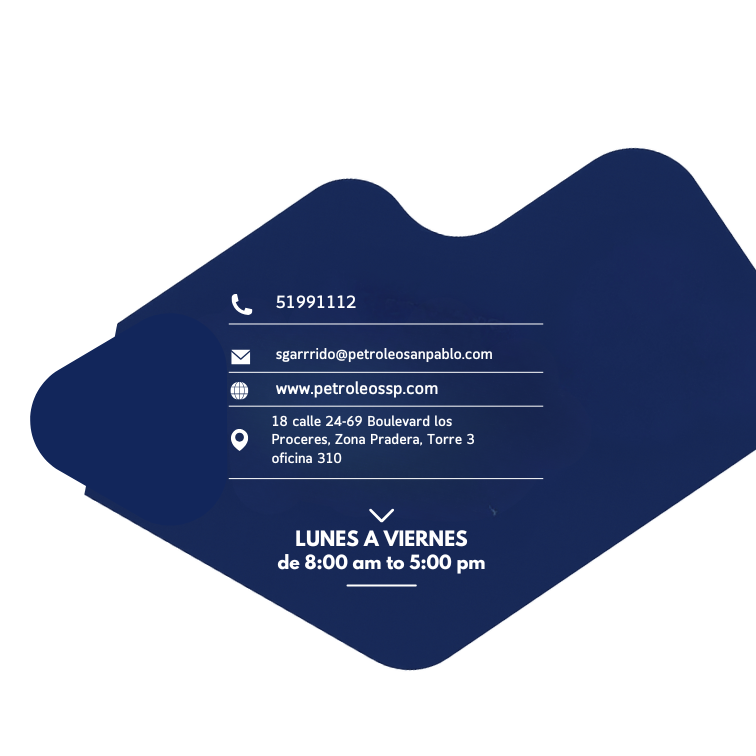 51991112
sgarrrido@petroleosanpablo.com
www.petroleossp.com
18 calle 24-69 Boulevard los
Proceres, Zona Pradera, Torre 3
oficina 310
LUNES A VIERNES
de 8:00 am to 5:00 pm